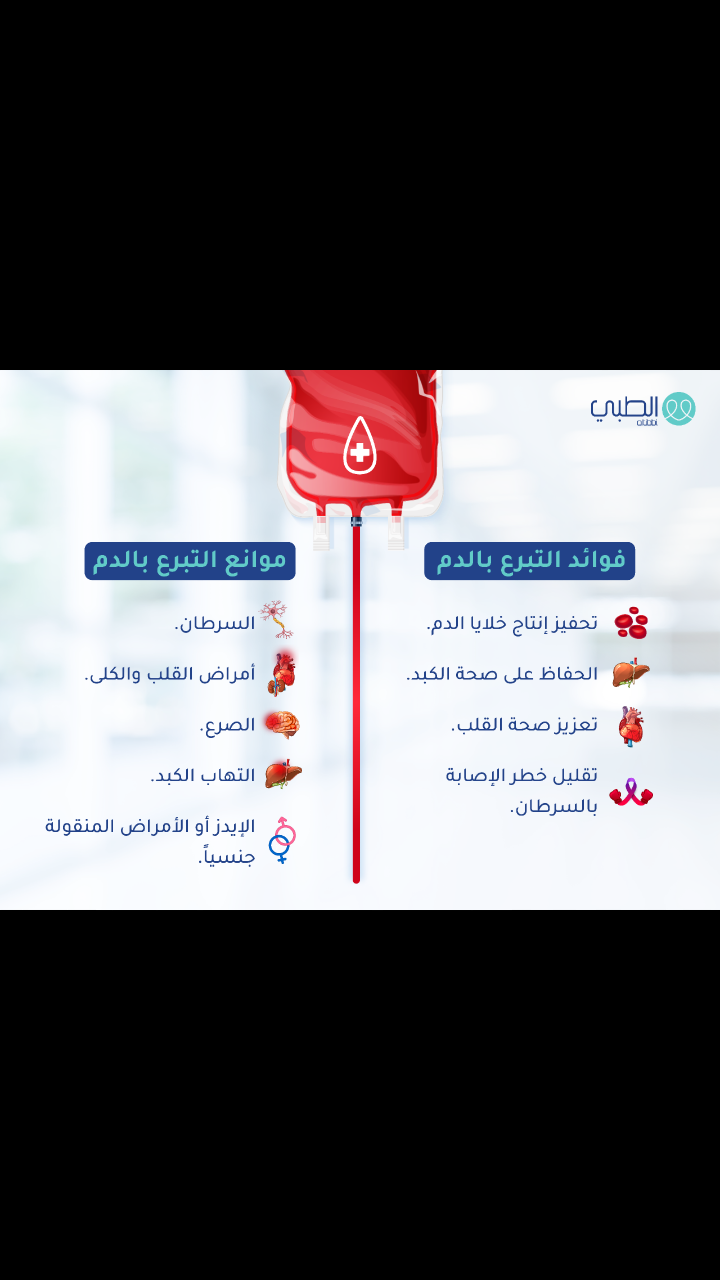 الطبي
فوائد التبرع بالدم
تحفيز إنتاج خلايا الدم.
الحفاظ على صحة الكبد.
تعزيز صحة القلب.
تقليل خطر الإصابة
بالسرطان.
موانع التبرع بالدم
السرطان.
أمراض القلب والكلى.
الصرع.
التهاب الكبد.
الإيدز أو الأمراض المنقولة
جنسياً.